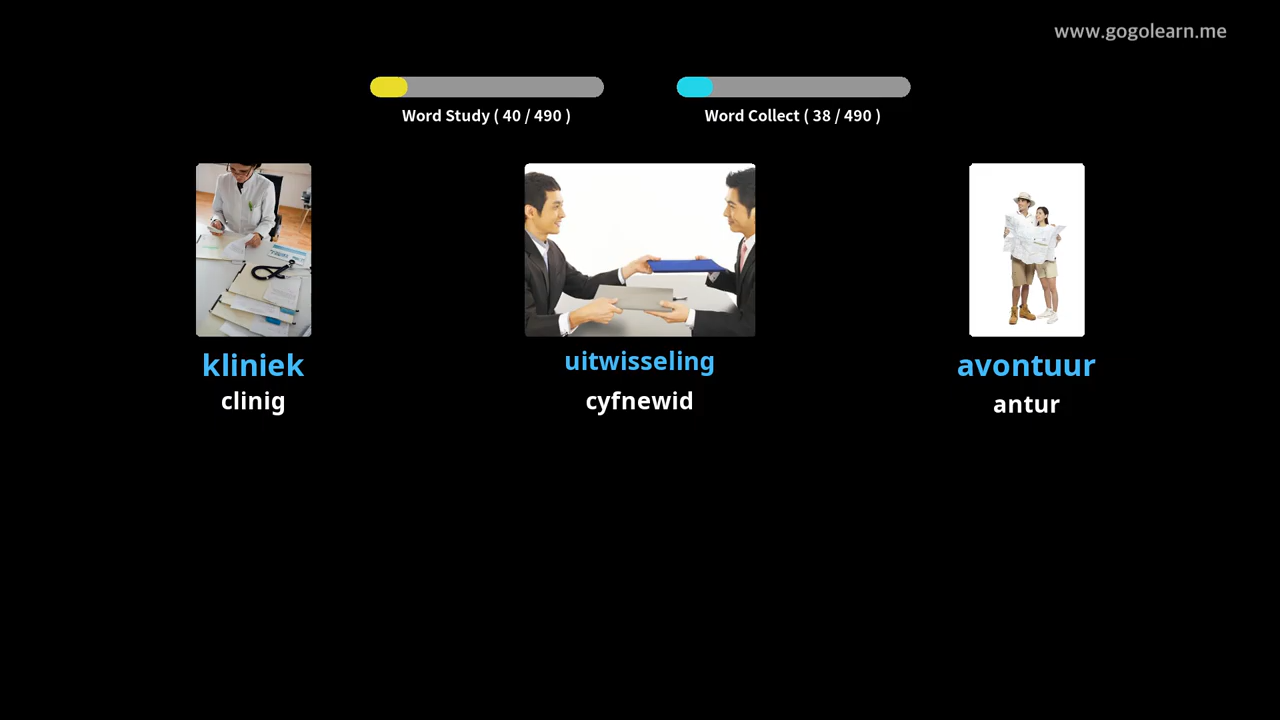 www.gogolearn.me
Word Study ( 40 / 490 )
Word Collect ( 38 / 490 )
kliniek
clinig
uitwisseling
cyfnewid
avontuur
antur